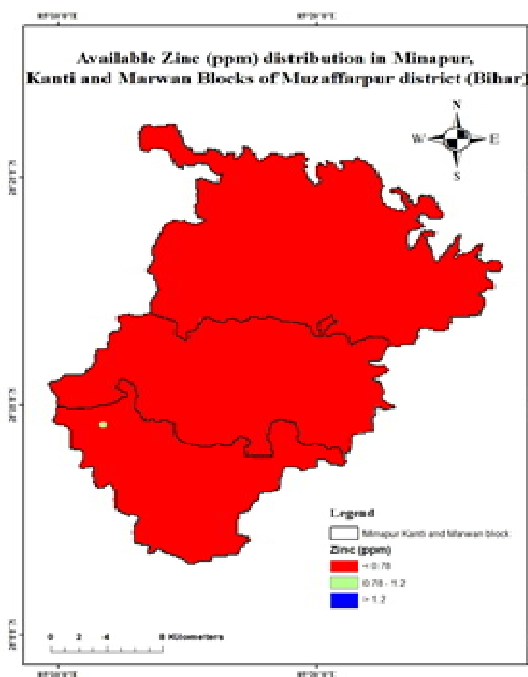 Available Zinc (ppm) distribution in Minapur,
Kanti and Marwan Blocks of Muzaffarpur district (Bihar)
N
W E
S
Legend
Minapur Kanti and Marwan block
Zinc (ppm)
< 0.78
0.78 - 1.2
> 1.2
0 2 4 8 Kilometers